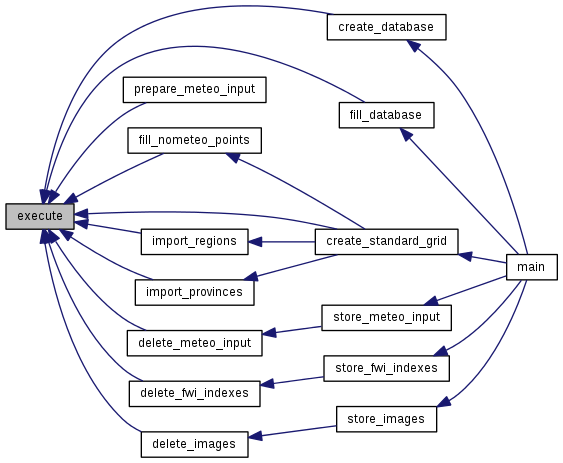 create_database
prepare_meteo_input
fill_database
fill_nometeo_points
execute
import_regions
create_standard_grid
main
import_provinces
store_meteo_input
delete_meteo_input
store_fwi_indexes
delete_fwi_indexes
store_images
delete_images